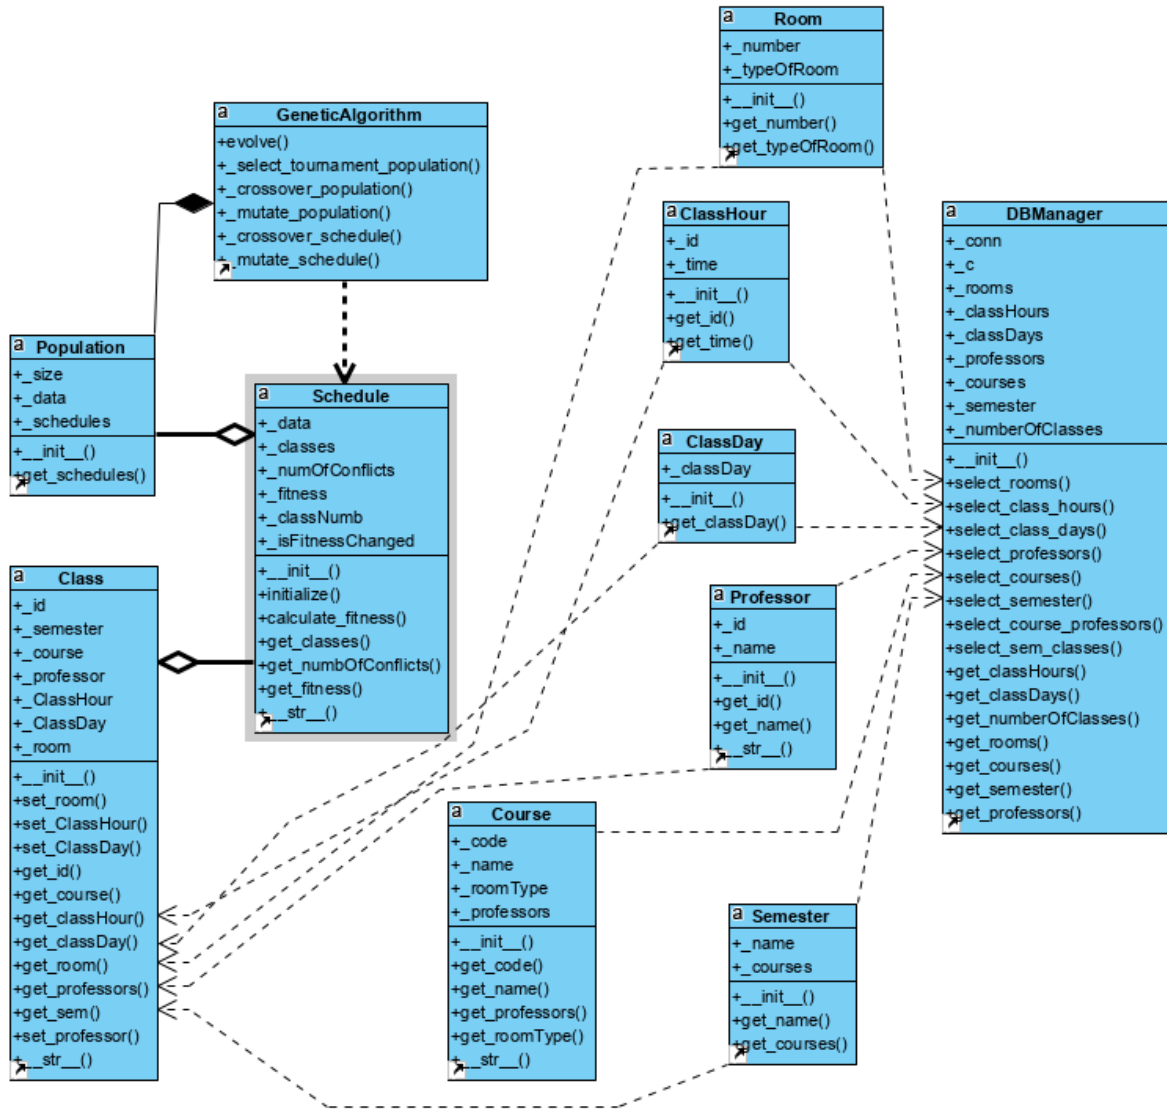 a Room
+_number
+_typeOfRoom
+__init__()
+get_number()
+get_typeOfRoom()
a GeneticAlgorithm
+evolve()
+_select_tournament_population()
+_crossover_population()
+_mutate_population()
+_crossover_schedule()
+_mutate_schedule()
a ClassHour
+_id
+_time
+__init__()
+get_id()
+get_time()
a DBManager
+_conn
+_c
+_rooms
+_classHours
+_classDays
+_professors
+_courses
+_semester
+_numberOfClasses
+__init__()
+select_rooms()
+select_class_hours()
+select_class_days()
+select_professors()
+select_courses()
+select_semester()
+select_course_professors()
+select_sem_classes()
+get_classHours()
+get_classDays()
+get_numberOfClasses()
+get_rooms()
+get_courses()
+get_semester()
+get_professors()
a Population
+_size
+_data
+_schedules
+__init__()
+get_schedules()
a Schedule
+_data
+_classes
+_numOfConflicts
+_fitness
+_classNumb
+_isFitnessChanged
+__init__()
+initialize()
+calculate_fitness()
+get_classes()
+get_numbOfConflicts()
+get_fitness()
+__str__()
a ClassDay
+_classDay
+__init__()
+get_classDay()
a Class
+_id
+_semester
+_course
+_professor
+_ClassHour
+_ClassDay
+_room
+__init__()
+set_room()
+set_ClassHour()
+set_ClassDay()
+get_id()
+get_course()
+get_classHour()
+get_classDay()
+get_room()
+get_professors()
+get_sem()
+set_professor()
+__str__()
a Professor
+_id
+_name
+__init__()
+get_id()
+get_name()
+__str__()
a Course
+_code
+_name
+_roomType
+_professors
+__init__()
+get_code()
+get_name()
+get_professors()
+get_roomType()
+__str__()
a Semester
+_name
+_courses
+__init__()
+get_name()
+get_courses()